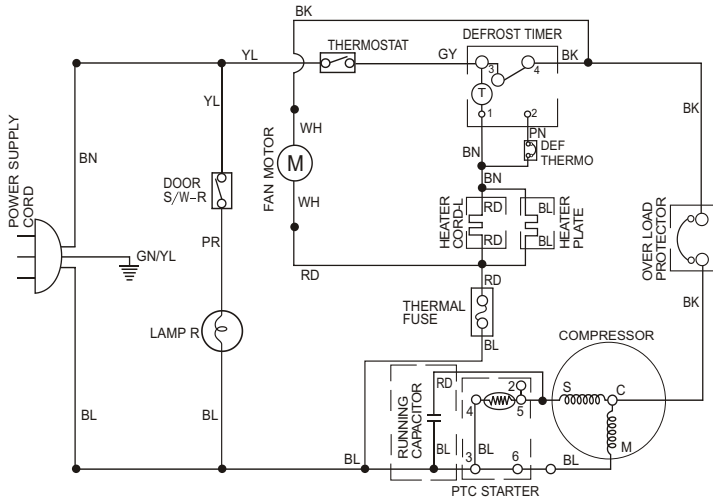 BK
THERMOSTAT
DEFROST TIMER
YL
GY
BK
3
4
T
1
2
YL
BK
WH
PN
DEF
THERMO
BN
BN
POWER SUPPLY
CORD
FAN MOTOR
M
DOOR
S/W-R
BN
WH
HEATER
CORD-L
RD
RD
BL
BL
HEATER
PLATE
OVER LOAD
PROTECTOR
PR
GN/YL
RD
RD
THERMAL
FUSE
BK
LAMP R
BL
COMPRESSOR
RUNNING
CAPACITOR
RD
2
4
5
S
C
BL
BL
BL
BL
BL
3
6
BL
M
PTC STARTER